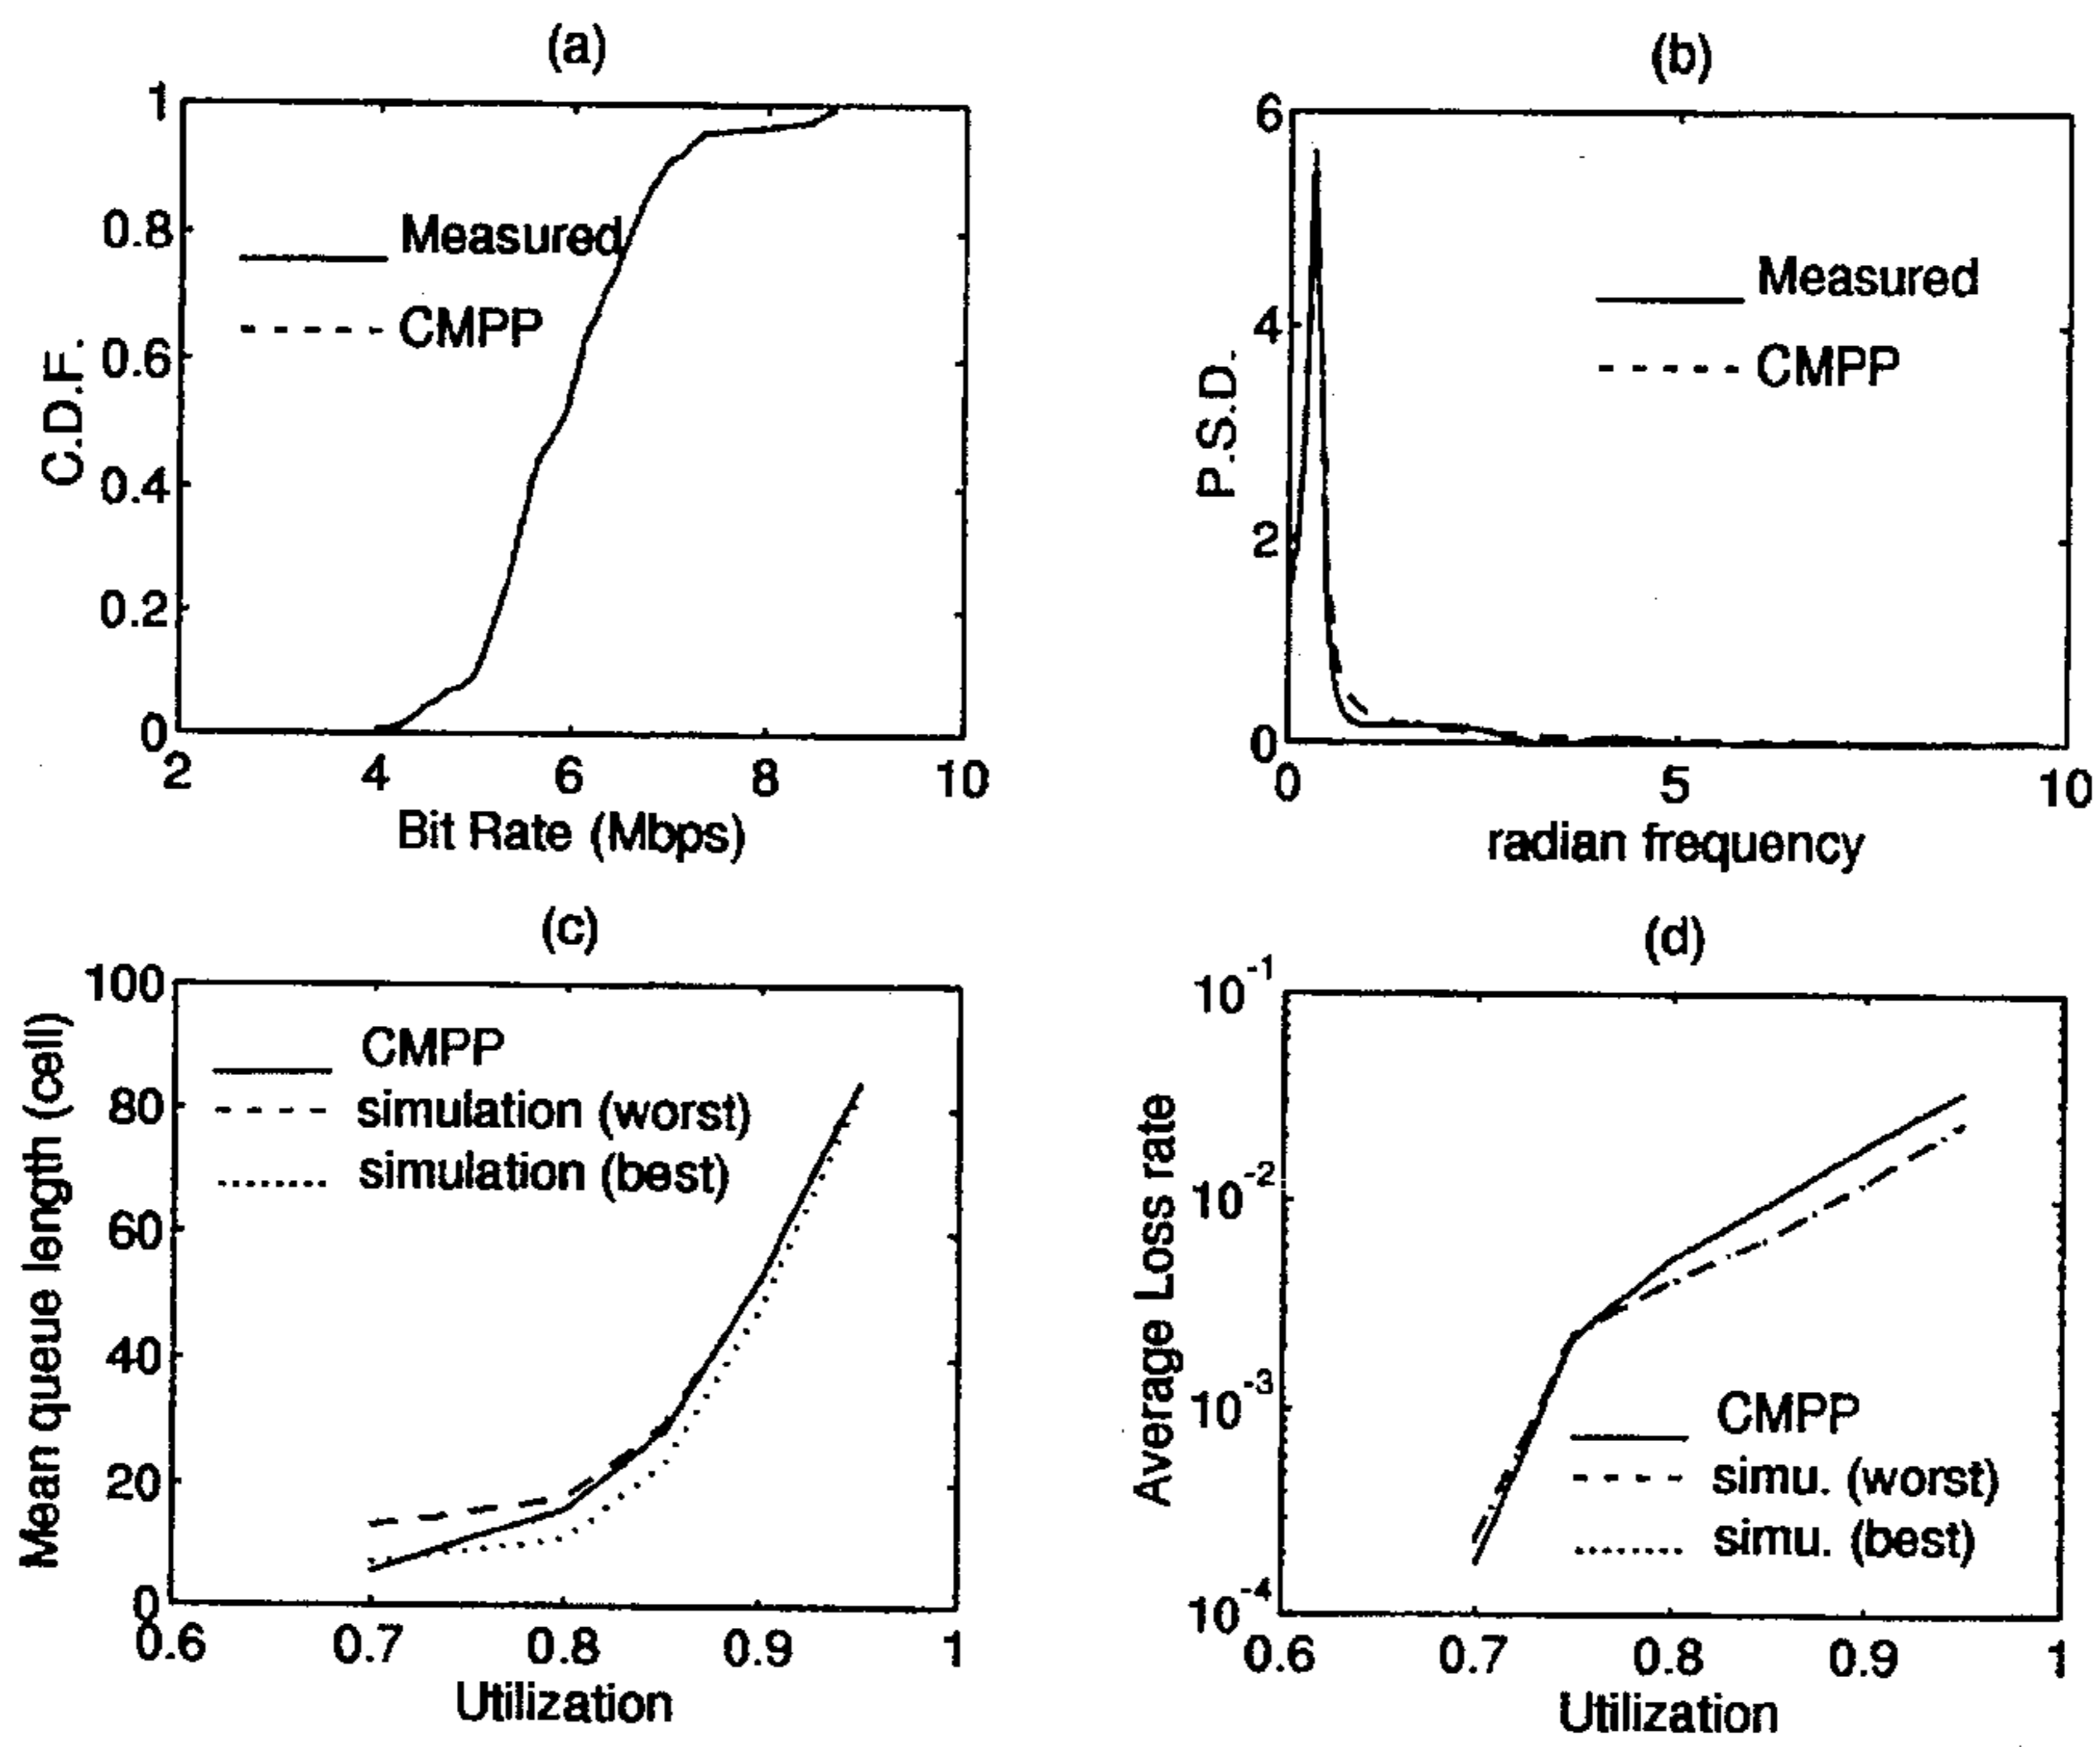 (a)
1
0.8
0.6
0.4
0.2
0
C.D.F.
Measured
CMPP
2 4 6 8 10
Bit Rate (Mbps)
(b)
6
4
2
0
P.S.D.
Measured
CMPP
0 5 10
radian frequency
(c)
100
80
60
40
20
0
Mean queue length (cell)
CMPP
simulation (worst)
simulation (best)
0.6 0.7 0.8 0.9 1
Utilization
(d)
10^-1
10^-2
10^-3
10^-4
Average Loss rate
CMPP
simu. (worst)
simu. (best)
0.6 0.7 0.8 0.9 1
Utilization